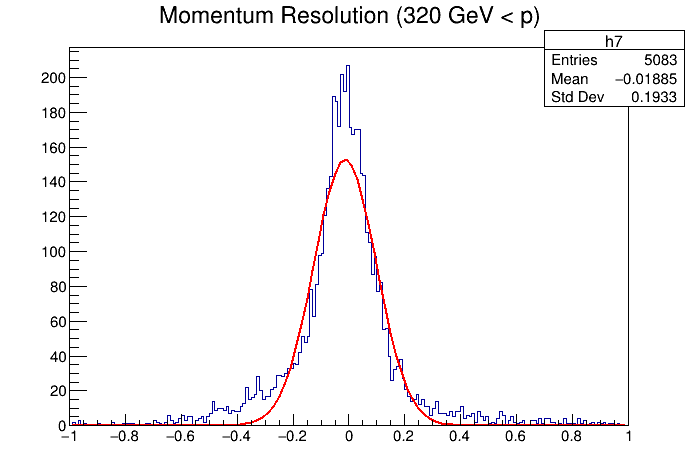 Momentum Resolution (320 GeV < p)
h7
Entries 5083
Mean −0.01885
Std Dev 0.1933
200
180
160
140
120
100
80
60
40
20
0
−1 −0.8 −0.6 −0.4 −0.2 0 0.2 0.4 0.6 0.8 1